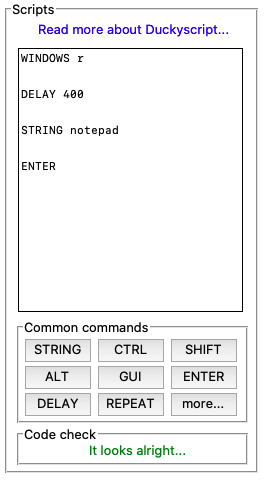 Scripts
Read more about Duckyscript...
WINDOWS r
DELAY 400
STRING notepad
ENTER
Common commands
STRING CTRL SHIFT
ALT GUI ENTER
DELAY REPEAT more...
Code check
It looks alright...